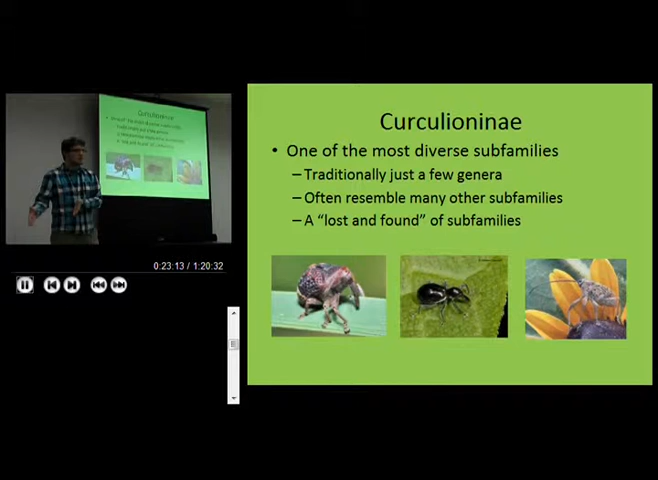 Curculioninae
• One of the most diverse subfamilies
– Traditionally just a few genera
– Often resemble many other subfamilies
– A “lost and found” of subfamilies
Curculioninae
0:23:13 / 1:20:32